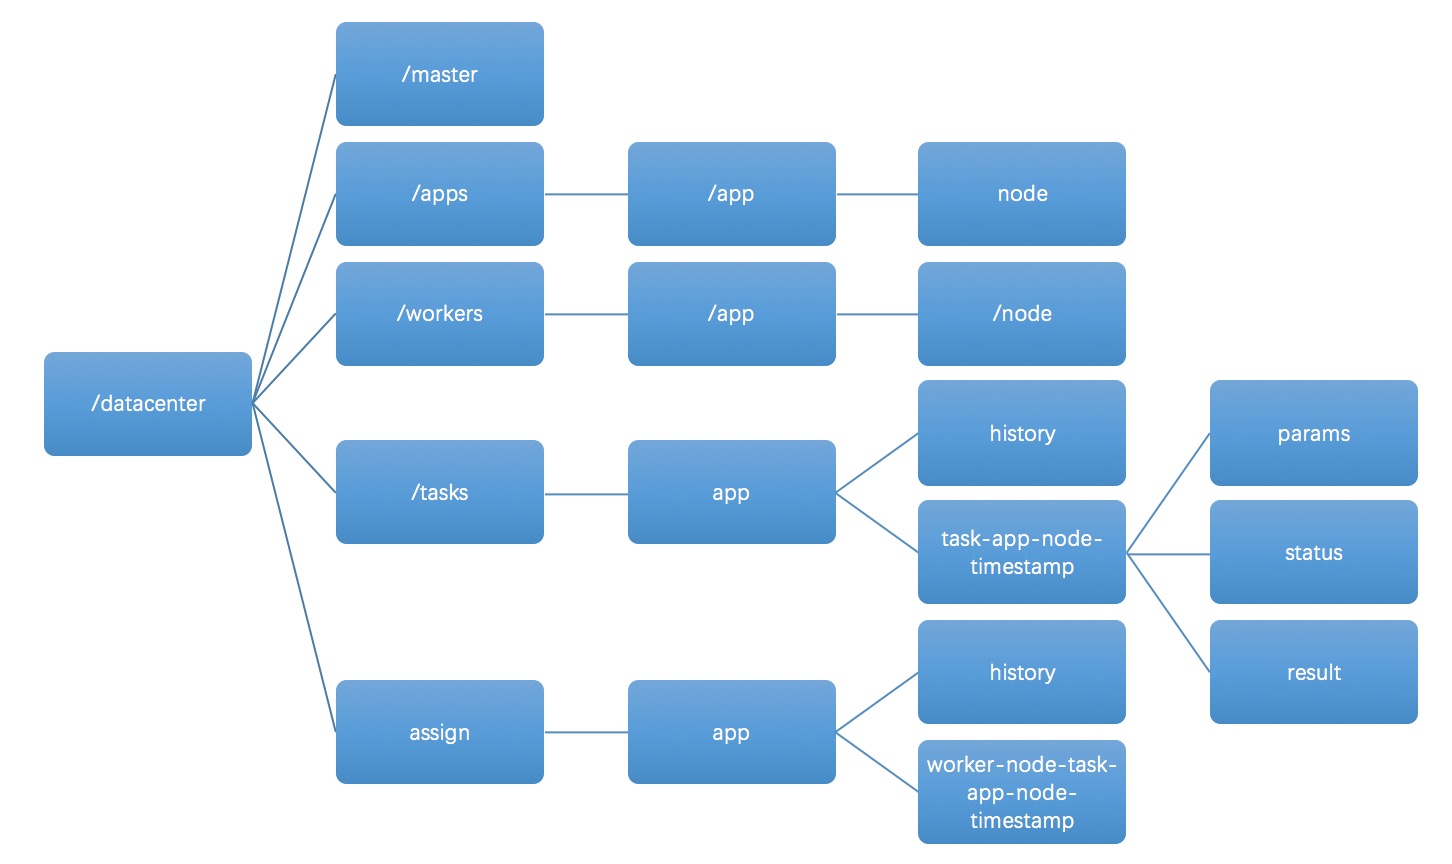 /master
/apps
/app
node
/workers
/app
/node
/datacenter
/tasks
app
history
task-app-node-
timestamp
params
status
result
assign
app
history
worker-node-task-
app-node-
timestamp